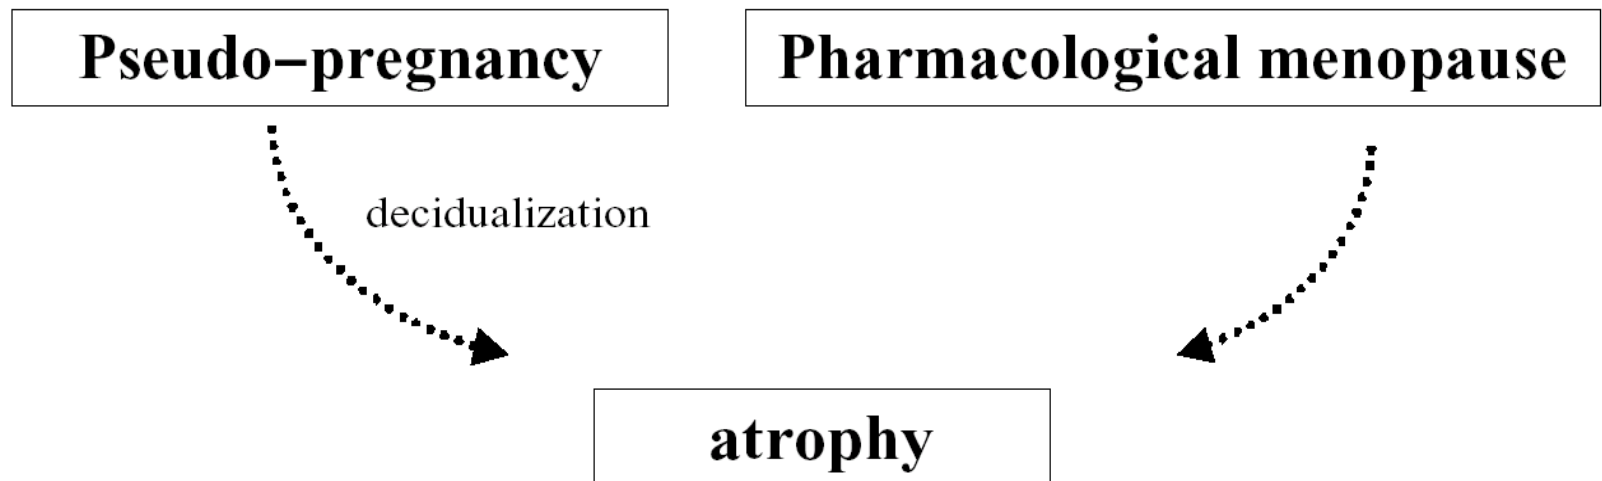 Pseudo–pregnancy
Pharmacological menopause
decidualization
atrophy